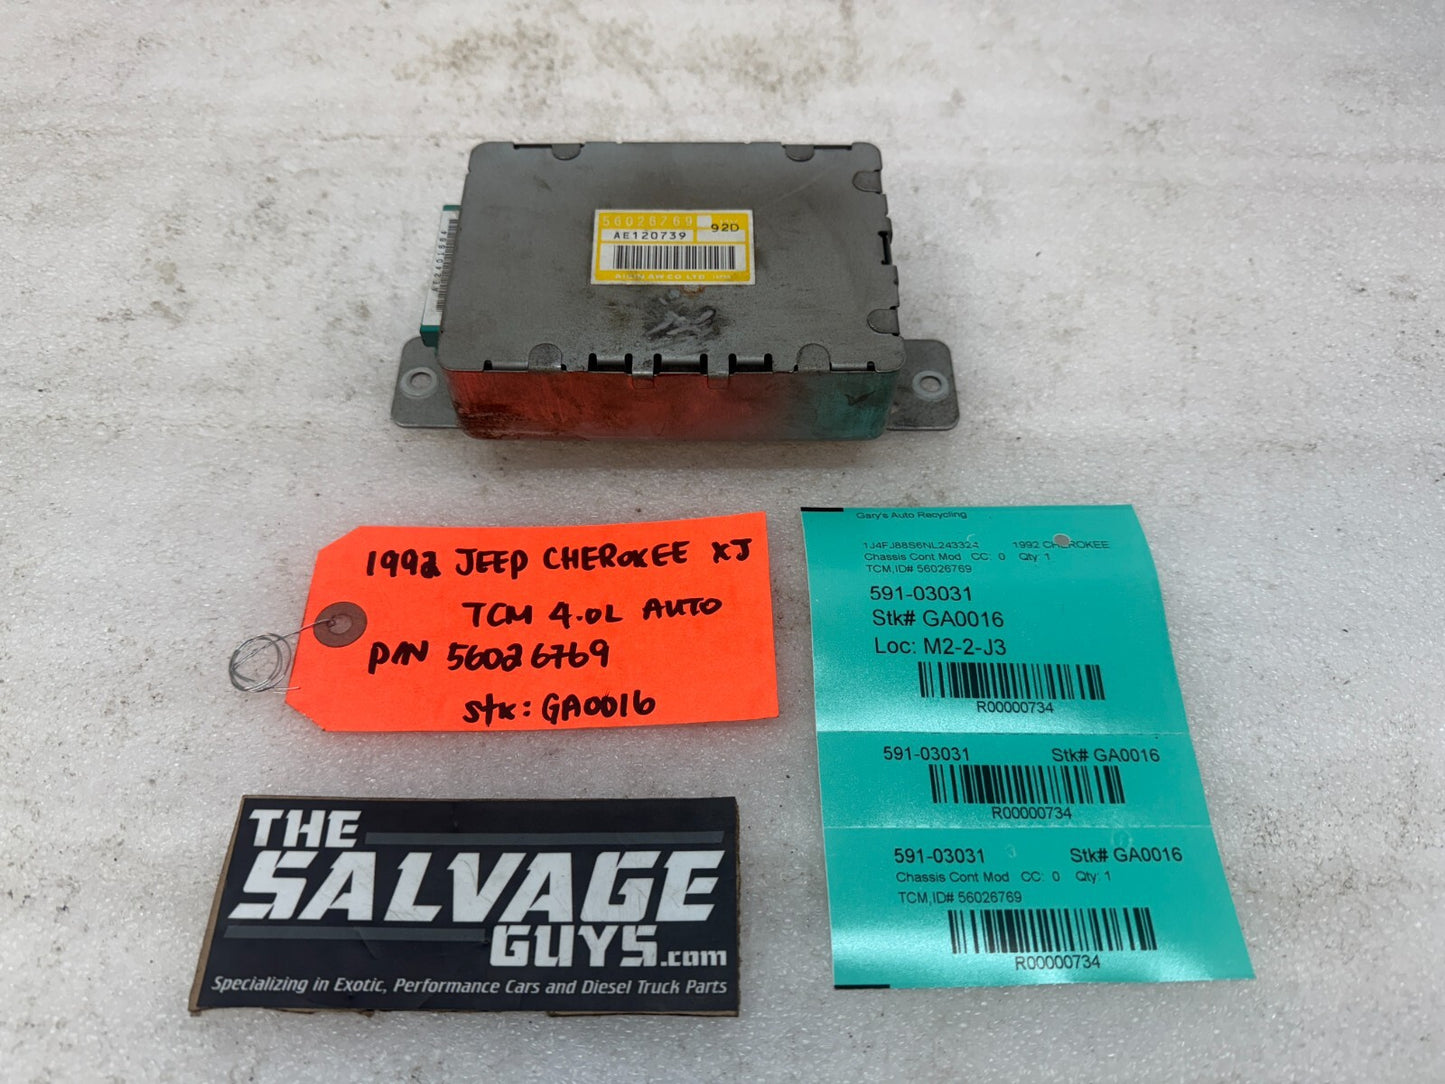 56026769
92D
AE120739
AISIN AW CO., LTD.
1992 JEEP CHEROKEE XJ
TCM 4.0L AUTO
P/N 56026769
Stk: GA0016
THE
SALVAGE
GUYS.com
Specializing in Exotic, Performance Cars and Diesel Truck Parts
Gary's Auto Recycling
1J4FJ88S6NL243324 1992 CHEROKEE
Chassis Cont Mod CC: 0 Qty: 1
TCM,ID# 56026769
591-03031
Stk# GA0016
Loc: M2-2-J3
R00000734
591-03031 Stk# GA0016
R00000734
591-03031 Stk# GA0016
Chassis Cont Mod CC: 0 Qty: 1
TCM,ID# 56026769
R00000734